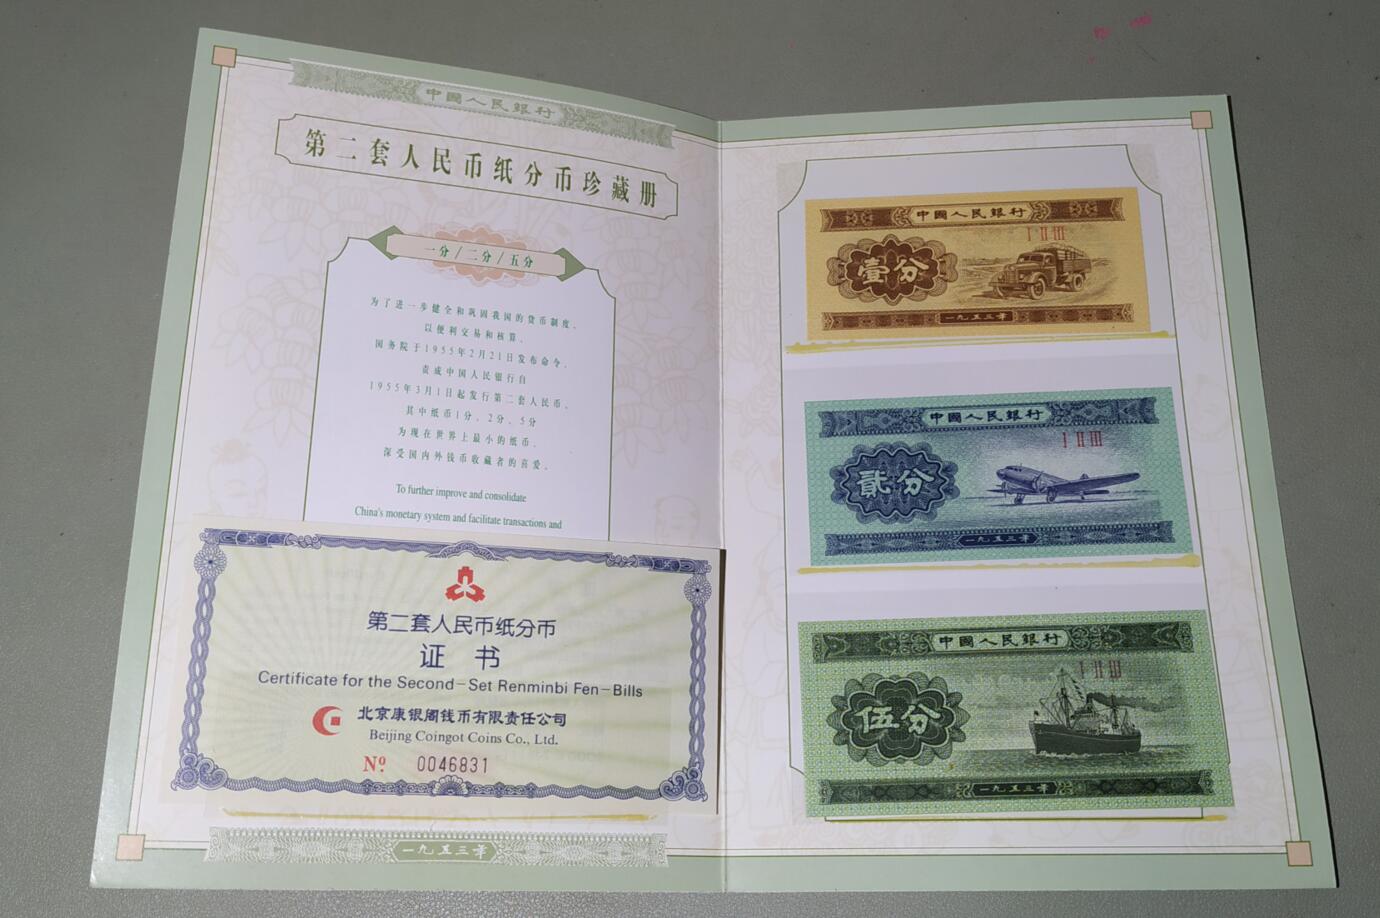 中國人民銀行
第二套人民币纸分币珍藏册
一分/二分/五分
为了进一步健全和巩固我国的货币制度，
以便利交易和核算，
国务院于1955年2月21日发布命令，
责成中国人民银行自
1955年3月1日起发行第二套人民币、
其中纸币1分、2分、5分
为现在世界上最小的纸币，
深受国内外钱币收藏者的喜爱。
To further improve and consolidate
China's monetary system and facilitate transactions and
第二套人民币纸分币
证书
Certificate for the Second-Set Renminbi Fen-Bills
北京康银阁钱币有限责任公司
Beijing Coingot Coins Co., Ltd.
Nº 0046831
一九五三年
中國人民銀行
I II III
壹分
一九五三年
中國人民銀行
I II III
貳分
一九五三年
中國人民銀行
I II III
伍分
一九五三年